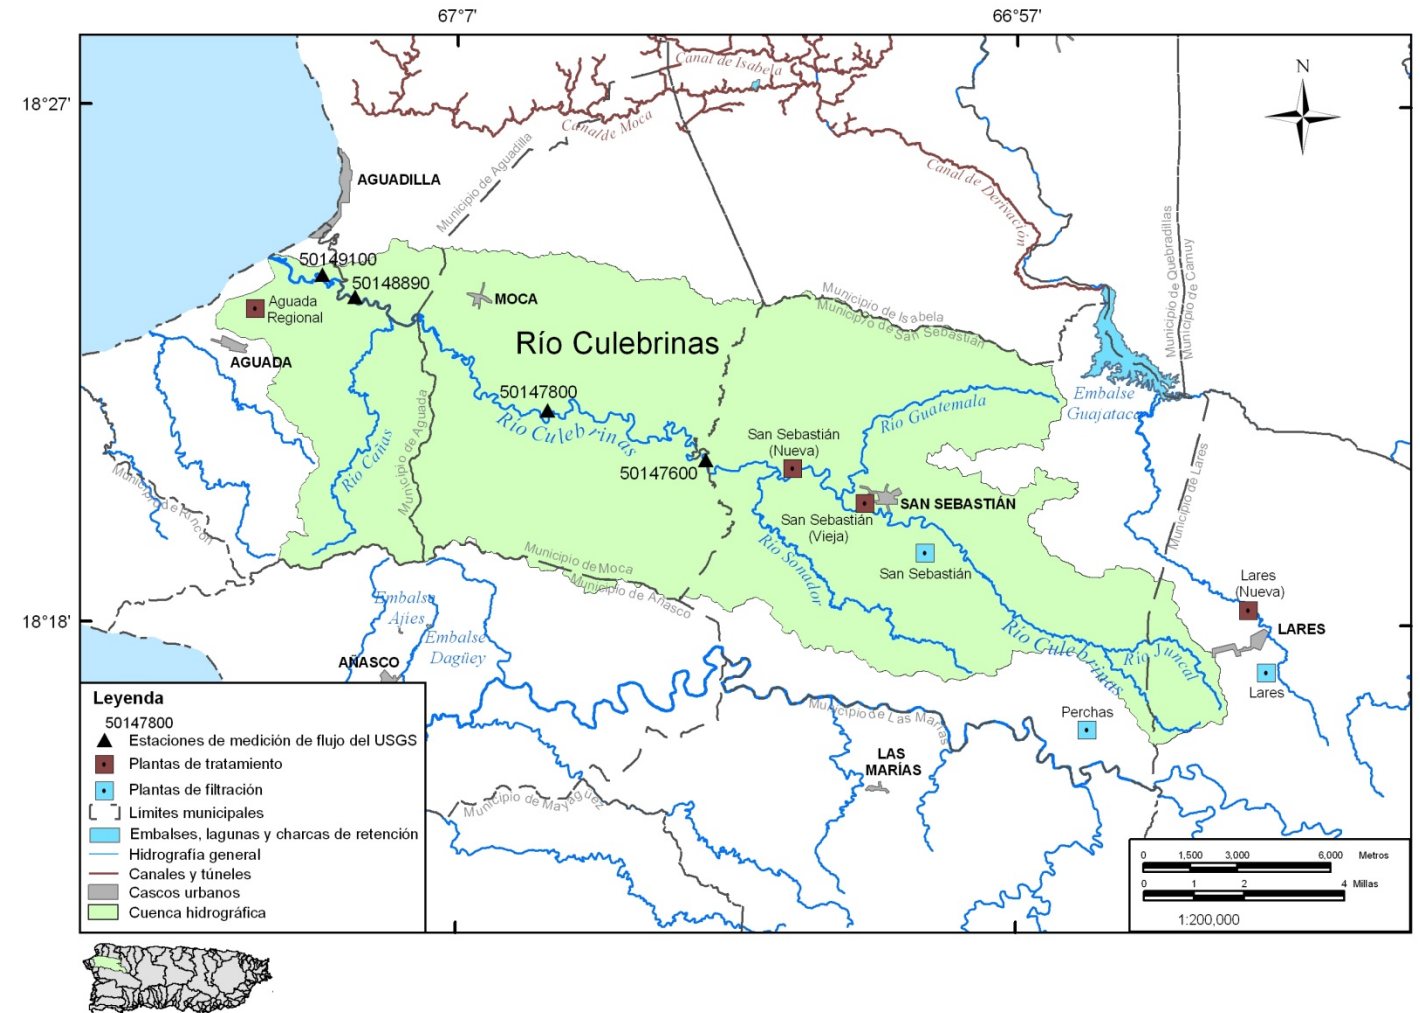 67°7'
66°57'
18°27'
18°18'
N
Canal de Isabela
Canal de Moca
Canal de Derivación
Municipio de Aguadilla
AGUADILLA
Municipio de Quebradillas
Municipio de Camuy
50149100
50148890
Aguada
Regional
AGUADA
MOCA
Río Culebrinas
Municipio de Isabela
Municipio de San Sebastián
Embalse
Guajataca
50147800
Río Culebrinas
50147600
Río Cañas
Municipio de Aguada
Municipio de Rincón
San Sebastián
(Nueva)
Río Guatemala
SAN SEBASTIÁN
San Sebastián
(Vieja)
San Sebastián
Río Sonador
Municipio de Lares
Lares
(Nueva)
LARES
Lares
Río Culebrinas
Río Juncal
Perchas
Municipio de Moca
Municipio de Añasco
Embalse
Ajies
Embalse
Dagüey
AÑASCO
Municipio de Las Marías
LAS
MARÍAS
Municipio de Mayagüez
Leyenda
50147800
Estaciones de medición de flujo del USGS
Plantas de tratamiento
Plantas de filtración
Límites municipales
Embalses, lagunas y charcas de retención
Hidrografía general
Canales y túneles
Cascos urbanos
Cuenca hidrográfica
0 1,500 3,000 6,000 Metros
0 1 2 4 Millas
1:200,000